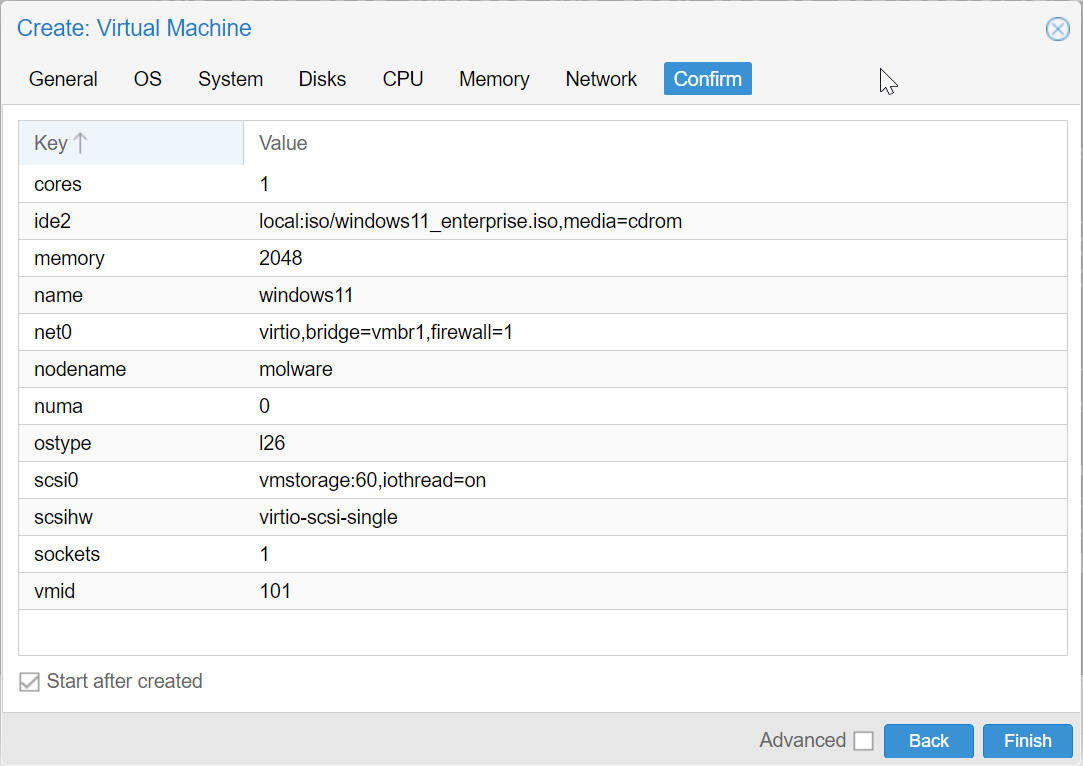 Create: Virtual Machine
General OS System Disks CPU Memory Network Confirm
Key Value
cores 1
ide2 local:iso/windows11_enterprise.iso,media=cdrom
memory 2048
name windows11
net0 virtio,bridge=vmbr1,firewall=1
nodename molware
numa 0
ostype l26
scsi0 vmstorage:60,iothread=on
scsihw virtio-scsi-single
sockets 1
vmid 101
Start after created
Advanced Back Finish